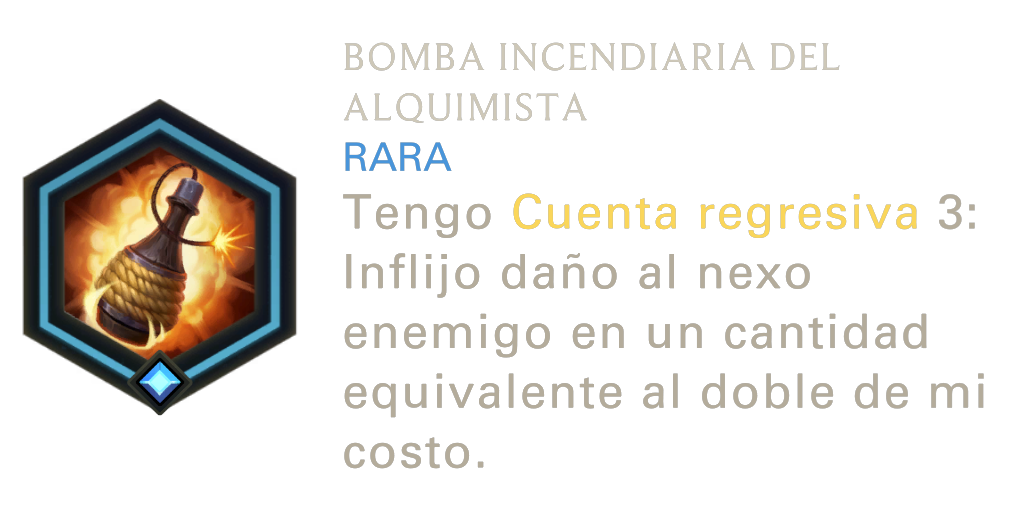 BOMBA INCENDIARIA DEL
ALQUIMISTA
RARA
Tengo Cuenta regresiva 3:
Inflijo daño al nexo
enemigo en un cantidad
equivalente al doble de mi
costo.